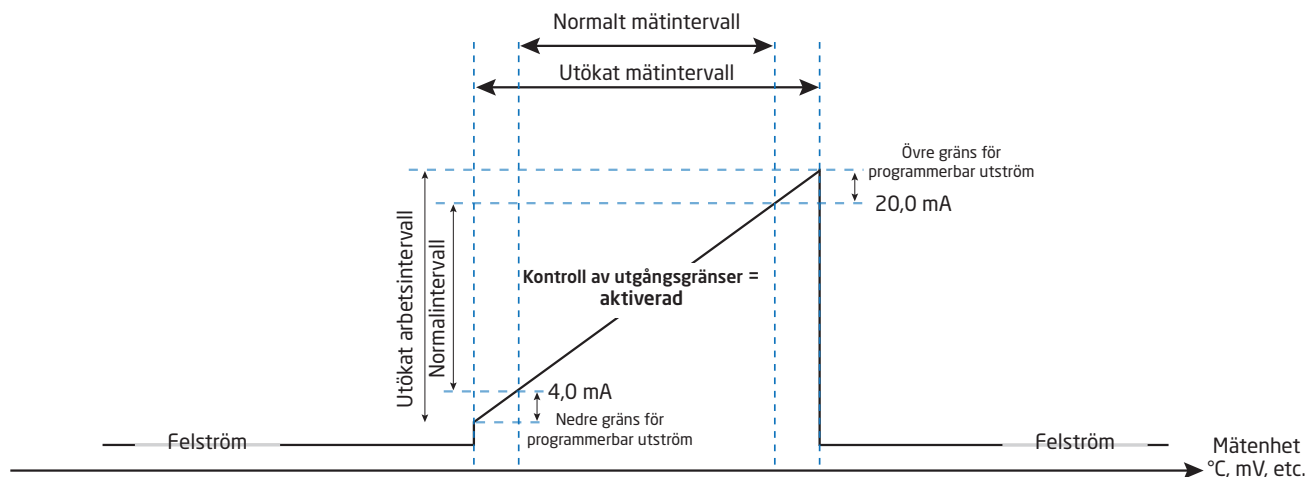 Normalt mätintervall
Utökat mätintervall
Övre gräns för
programmerbar utström
20,0 mA
Utökat arbetsintervall
Normalintervall
Kontroll av utgångsgränser =
aktiverad
4,0 mA
Nedre gräns för
programmerbar utström
Felström
Felström
Mätenhet
°C, mV, etc.